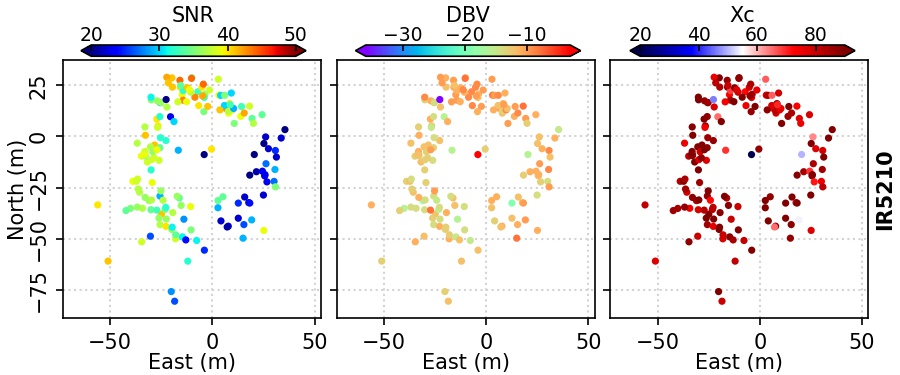 SNR
20 30 40 50
DBV
−30 −20 −10
Xc
20 40 60 80
North (m)
25
0
−25
−50
−75
−50 0 50
East (m)
−50 0 50
East (m)
−50 0 50
East (m)
IR5210